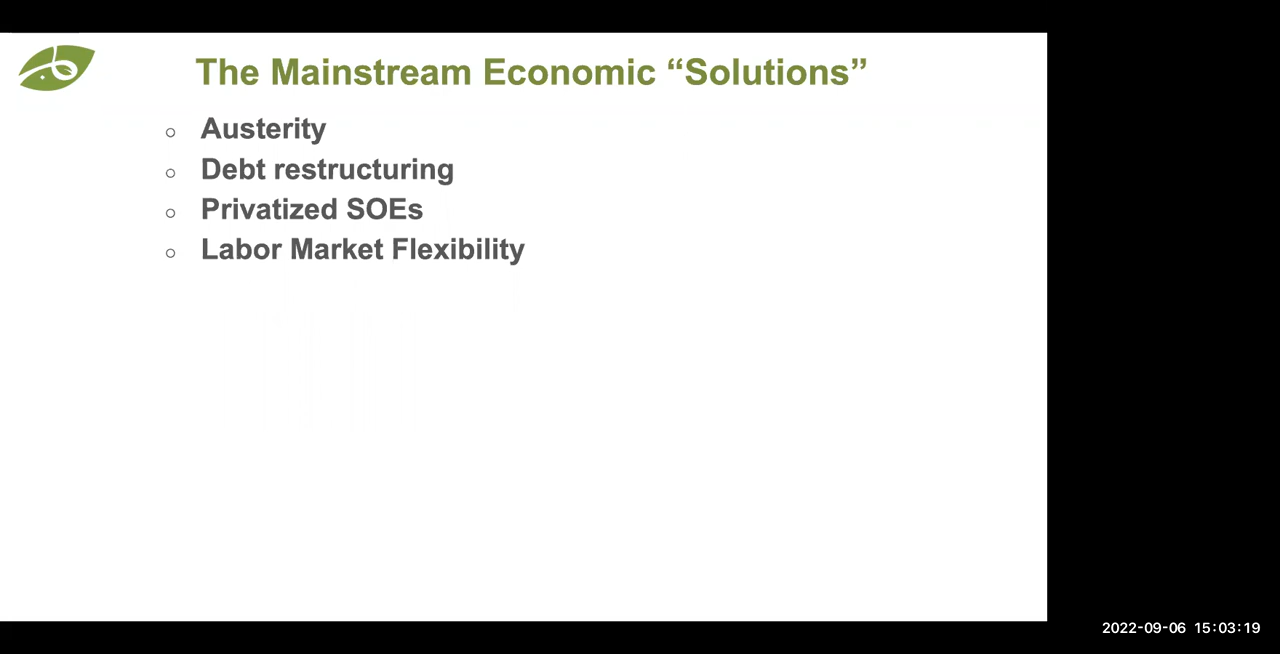 The Mainstream Economic “Solutions”
Austerity
Debt restructuring
Privatized SOEs
Labor Market Flexibility
2022-09-06 15:03:19